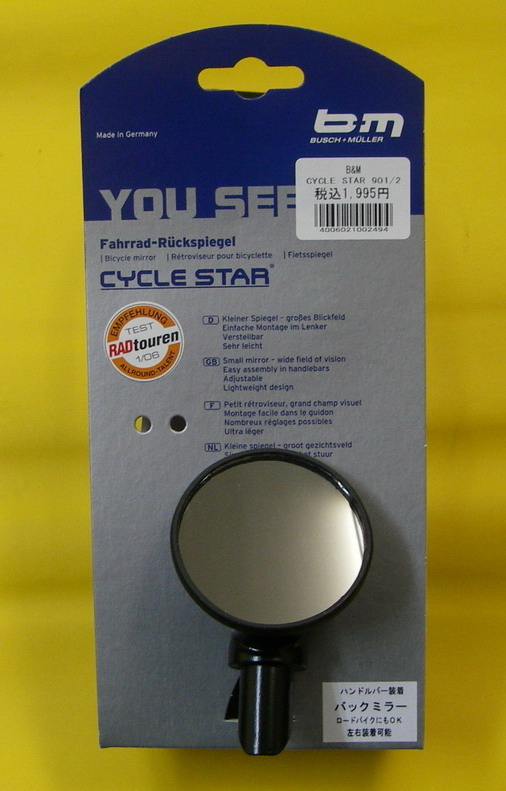 Made in Germany
b+m
BUSCH+MÜLLER
B&M
CYCLE STAR 901/2
税込1,995円
4006021002494
YOU SEE
Fahrrad-Rückspiegel
| Bicycle mirror | Rétroviseur pour bicyclette | Fietsspiegel
CYCLE STAR®
EMPFEHLUNG
TEST
RADtouren
1/06
ALLROUND-TALENT
D Kleiner Spiegel - großes Blickfeld
Einfache Montage im Lenker
Verstellbar
Sehr leicht
GB Small mirror - wide field of vision
Easy assembly in handlebars
Adjustable
Lightweight design
F Petit rétroviseur, grand champ visuel
Montage facile dans le guidon
Nombreux réglages possibles
Ultra léger
NL Kleine spiegel - groot gezichtsveld
stuur
ハンドルバー装着
バックミラー
ロードバイクにもOK
左右装着可能